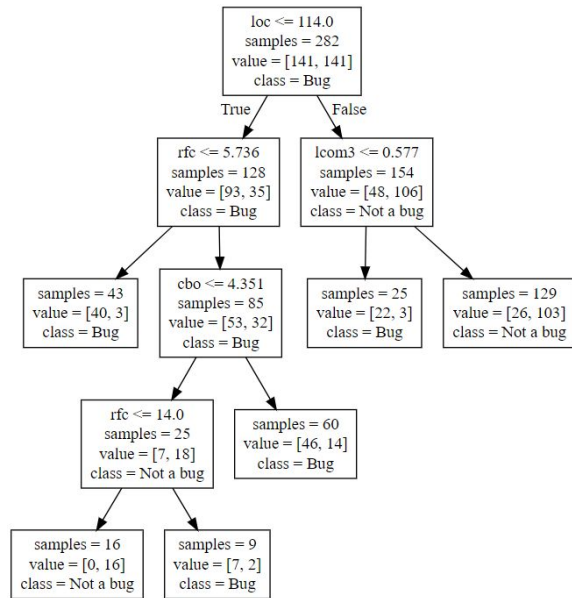 loc <= 114.0
samples = 282
value = [141, 141]
class = Bug
True
False
rfc <= 5.736
samples = 128
value = [93, 35]
class = Bug
lcom3 <= 0.577
samples = 154
value = [48, 106]
class = Not a bug
samples = 43
value = [40, 3]
class = Bug
cbo <= 4.351
samples = 85
value = [53, 32]
class = Bug
samples = 25
value = [22, 3]
class = Bug
samples = 129
value = [26, 103]
class = Not a bug
rfc <= 14.0
samples = 25
value = [7, 18]
class = Not a bug
samples = 60
value = [46, 14]
class = Bug
samples = 16
value = [0, 16]
class = Not a bug
samples = 9
value = [7, 2]
class = Bug